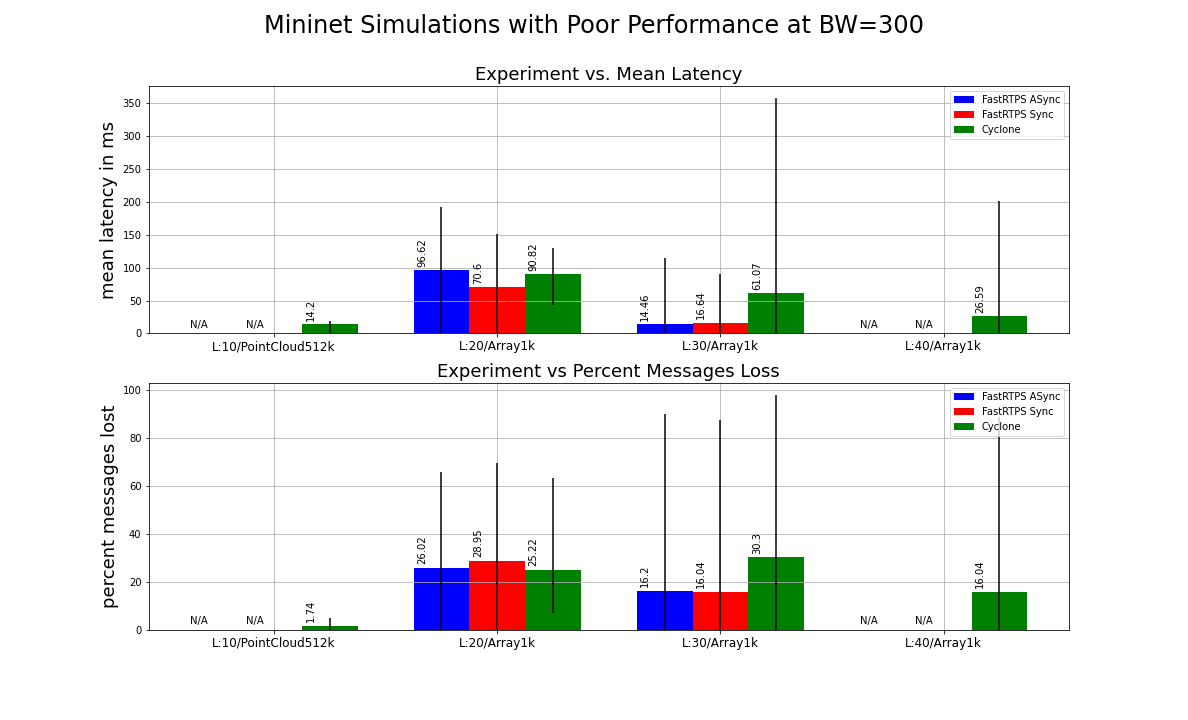 Mininet Simulations with Poor Performance at BW=300
Experiment vs. Mean Latency
mean latency in ms
350
300
250
200
150
100
50
0
FastRTPS ASync
FastRTPS Sync
Cyclone
N/A
N/A
14.2
96.62
70.6
90.82
14.46
16.64
61.07
N/A
N/A
26.59
L:10/PointCloud512k
L:20/Array1k
L:30/Array1k
L:40/Array1k
Experiment vs Percent Messages Loss
percent messages lost
100
80
60
40
20
0
FastRTPS ASync
FastRTPS Sync
Cyclone
N/A
N/A
1.74
26.02
28.95
25.22
16.2
16.04
30.3
N/A
N/A
16.04
L:10/PointCloud512k
L:20/Array1k
L:30/Array1k
L:40/Array1k